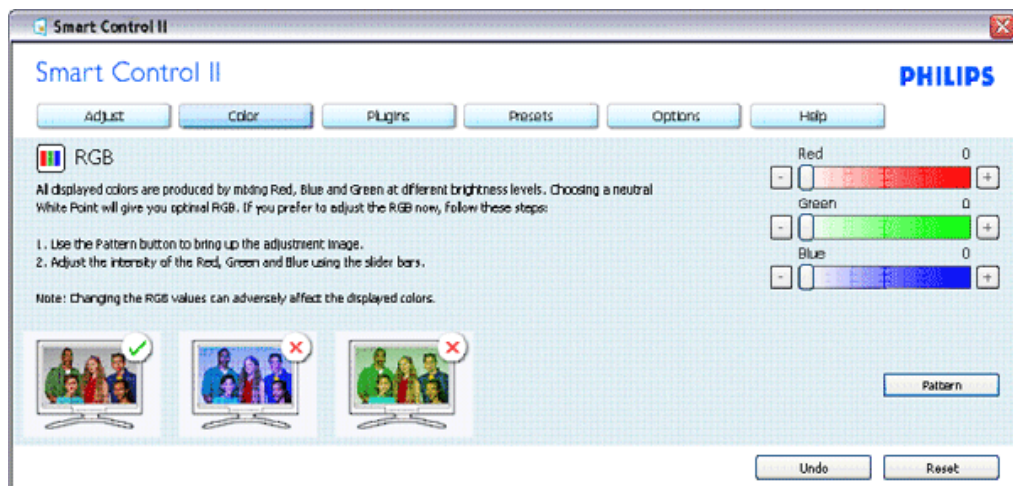 Smart Control II
Smart Control II
PHILIPS
Adjust Color Plugins Presets Options Help
RGB
All displayed colors are produced by mixing Red, Blue and Green at different brightness levels. Choosing a neutral
White Point will give you optimal RGB. If you prefer to adjust the RGB now, follow these steps:
1. Use the Pattern button to bring up the adjustment image.
2. Adjust the intensity of the Red, Green and Blue using the slider bars.
Note: Changing the RGB values can adversely affect the displayed colors.
Red 0
- +
Green 0
- +
Blue 0
- +
Pattern
Undo Reset